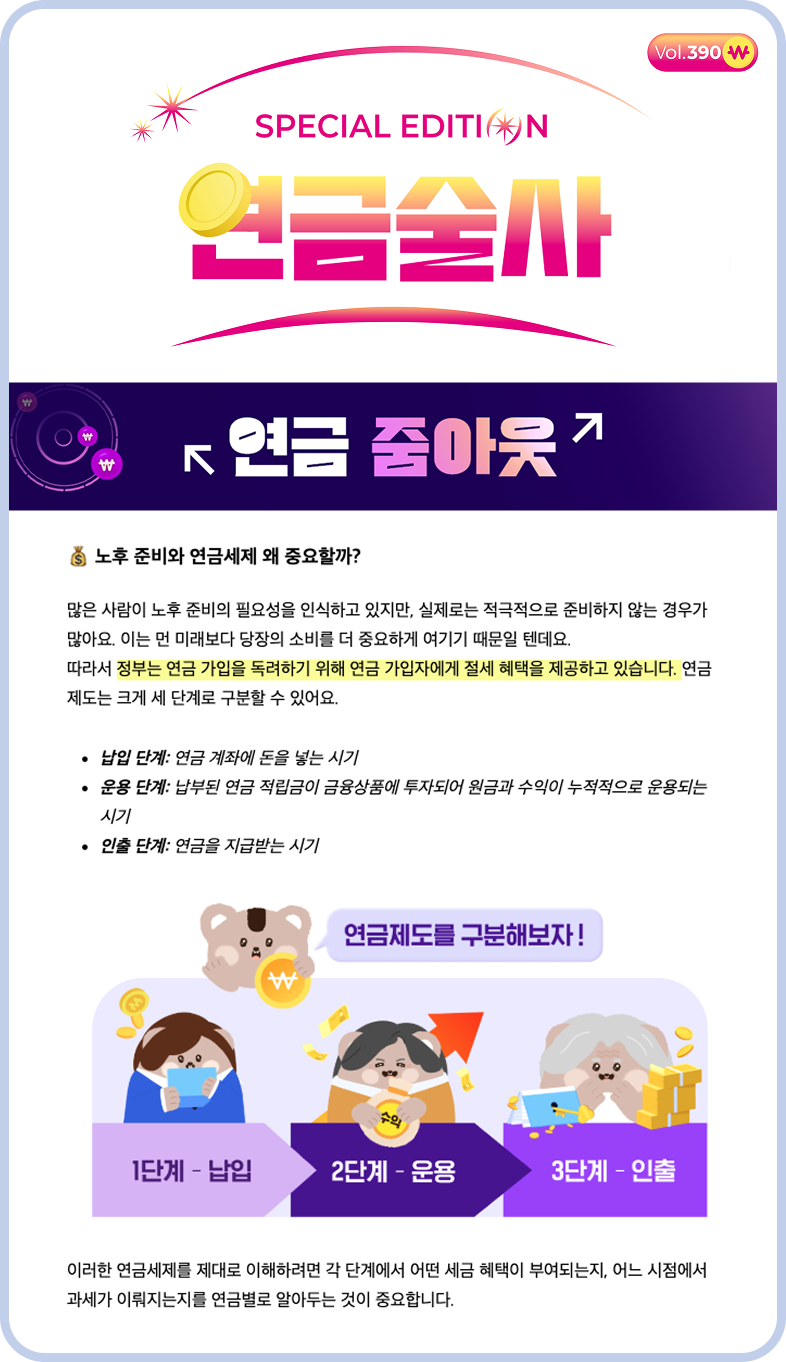 Vol.390 ₩
SPECIAL EDITION
연금술사
₩
₩
₩
연금 줌아웃
노후 준비와 연금세제 왜 중요할까?
많은 사람이 노후 준비의 필요성을 인식하고 있지만, 실제로는 적극적으로 준비하지 않는 경우가
많아요. 이는 먼 미래보다 당장의 소비를 더 중요하게 여기기 때문일 텐데요.
따라서 정부는 연금 가입을 독려하기 위해 연금 가입자에게 절세 혜택을 제공하고 있습니다. 연금
제도는 크게 세 단계로 구분할 수 있어요.
• 납입 단계: 연금 계좌에 돈을 넣는 시기
• 운용 단계: 납부된 연금 적립금이 금융상품에 투자되어 원금과 수익이 누적적으로 운용되는
시기
• 인출 단계: 연금을 지급받는 시기
연금제도를 구분해보자!
₩
수익
1단계 - 납입
2단계 - 운용
3단계 - 인출
이러한 연금세제를 제대로 이해하려면 각 단계에서 어떤 세금 혜택이 부여되는지, 어느 시점에서
과세가 이뤄지는지를 연금별로 알아두는 것이 중요합니다.